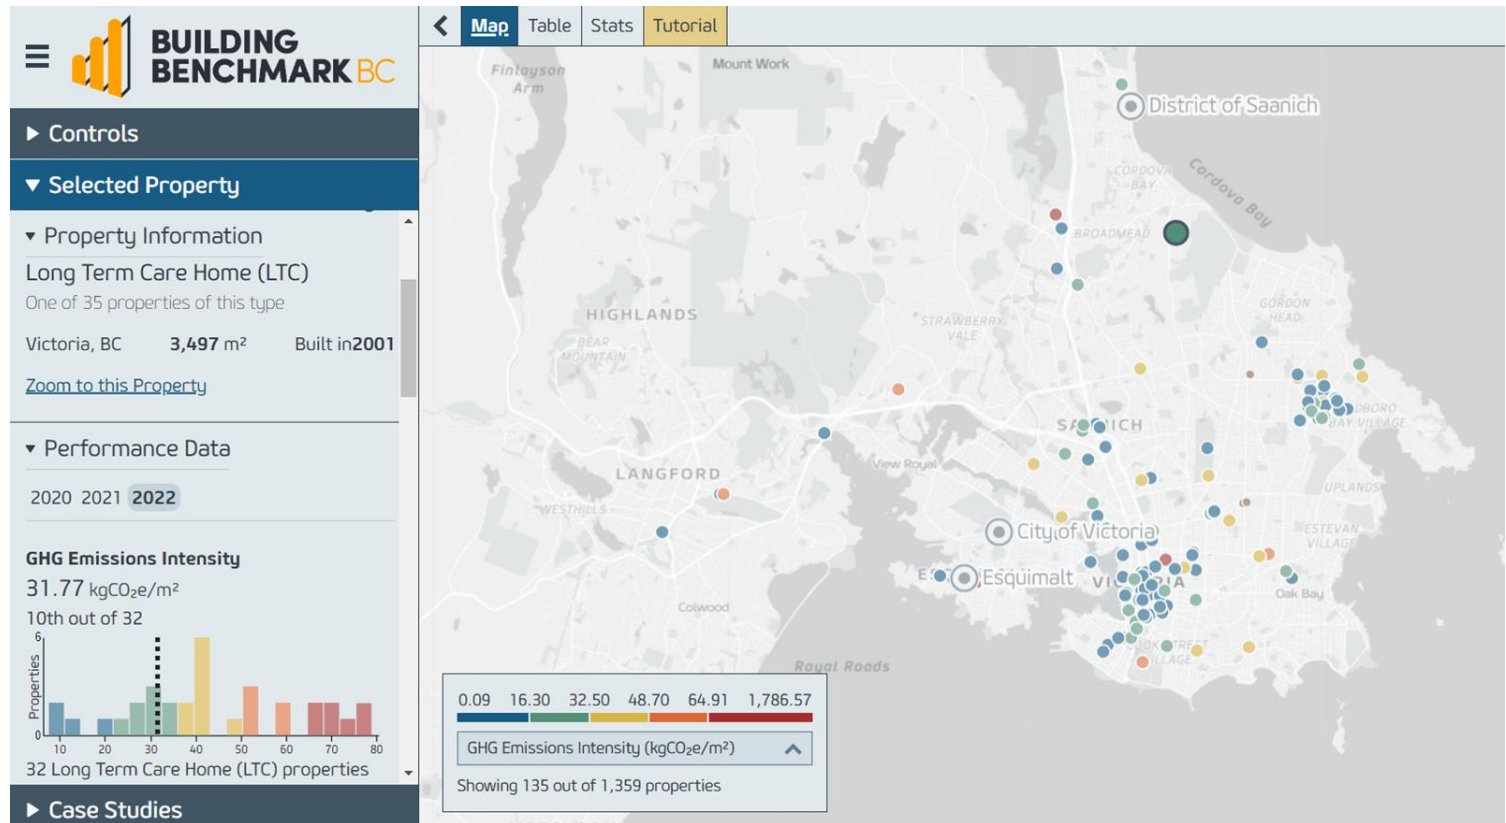 BUILDING
BENCHMARK BC
Controls
Selected Property
Property Information
Long Term Care Home (LTC)
One of 35 properties of this type
Victoria, BC 3,497 m² Built in2001
Zoom to this Property
Performance Data
2020 2021 2022
GHG Emissions Intensity
31.77 kgCO₂e/m²
10th out of 32
6
Properties
0
10 20 30 40 50 60 70 80
32 Long Term Care Home (LTC) properties
Case Studies
Map Table Stats Tutorial
Finlayson
Arm
Mount Work
District of Saanich
CORDOVA
BAY
Cordova Bay
BROADMEAD
HIGHLANDS
BEAR
MOUNTAIN
STRAWBERRY
VALE
GORDON
HEAD
BAY VILLAGE
LANGFORD
View Royal
WESTHILLS
UPLANDS
City of Victoria
ESTEVAN
VILLAGE
Esquimalt
Oak Bay
Colwood
VILLAGE
Royal Roads
0.09 16.30 32.50 48.70 64.91 1,786.57
GHG Emissions Intensity (kgCO₂e/m²)
Showing 135 out of 1,359 properties